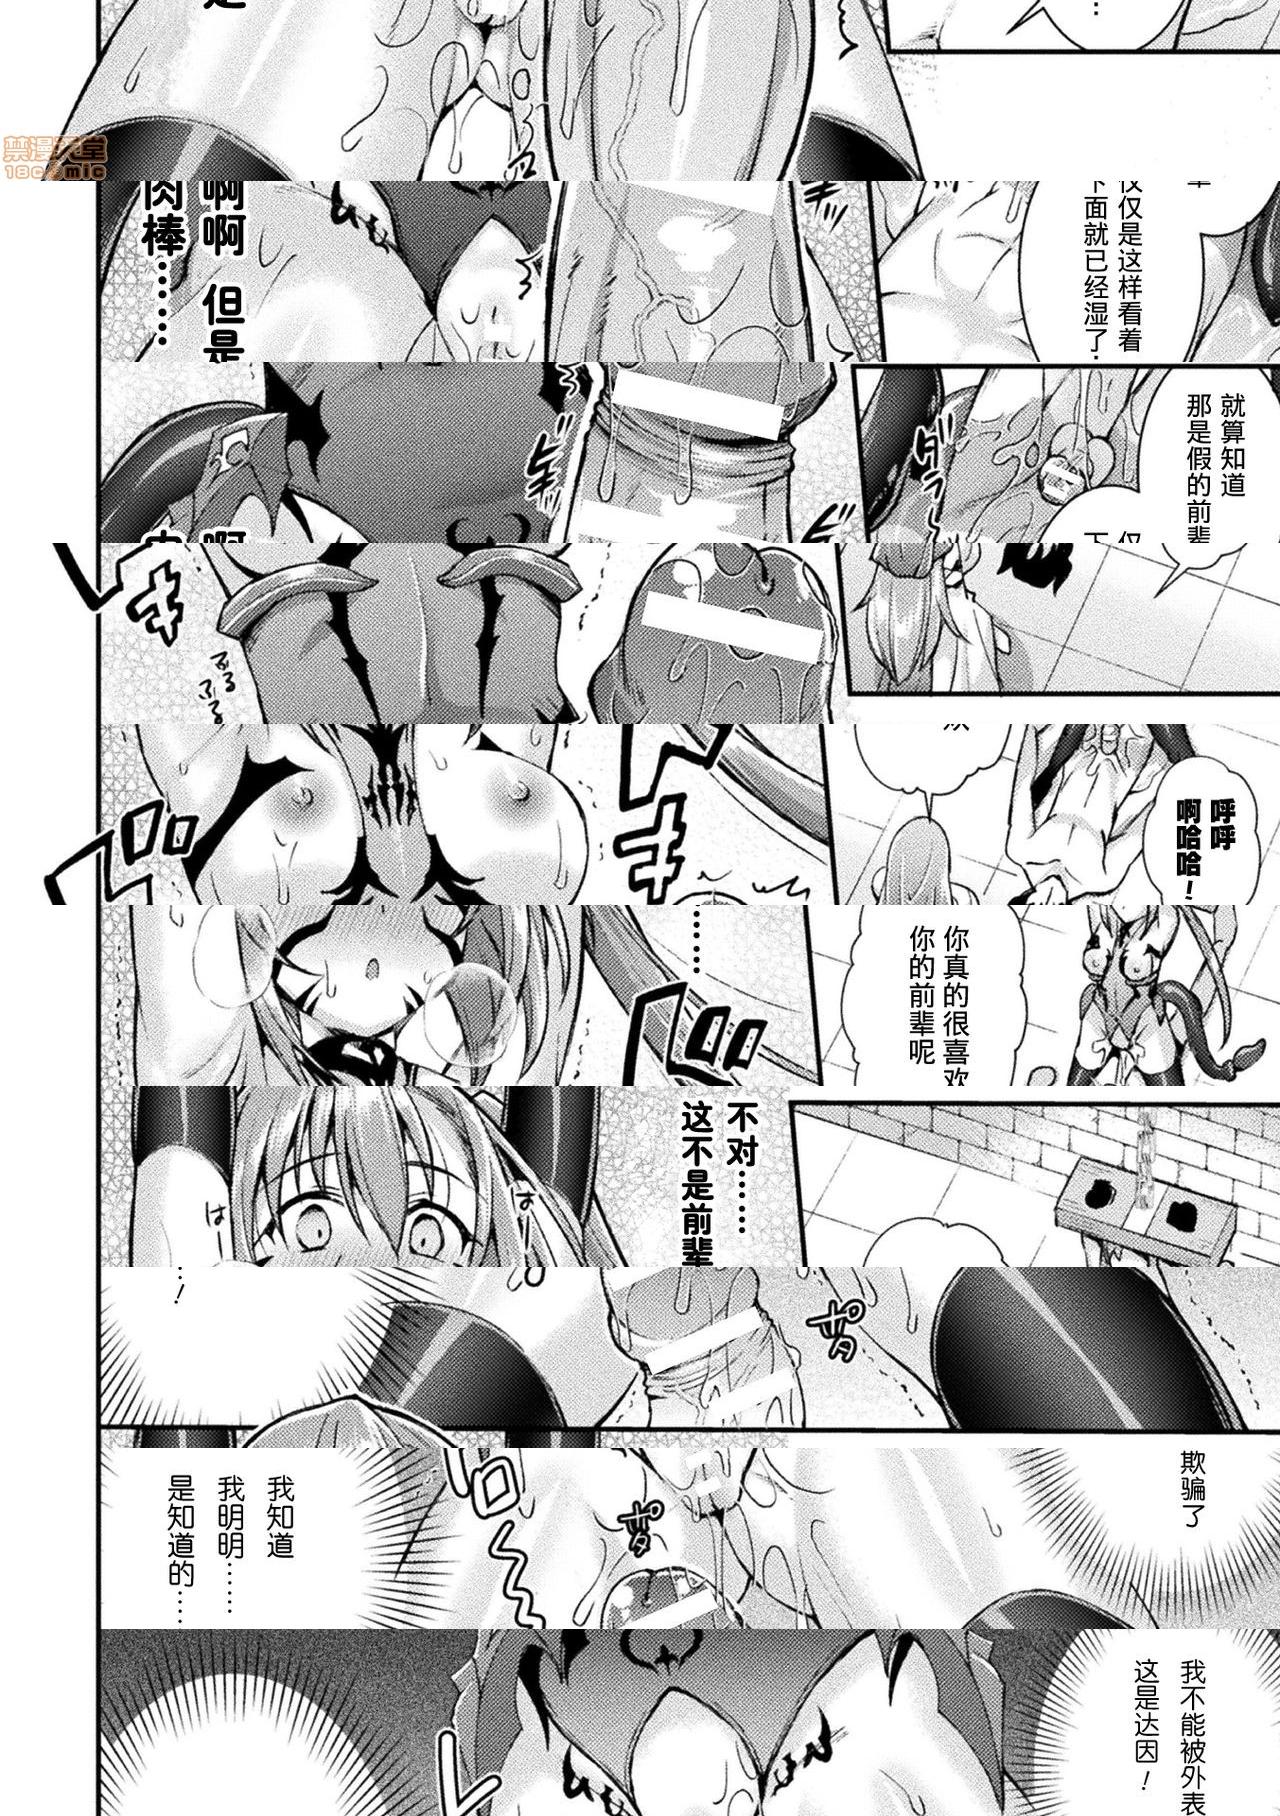 禁漫天堂
18comic
啊啊 但是
肉棒……
仅仅是这样看着
下面就已经湿了…
就算知道
那是假的前辈
呼呼
啊哈哈！
你真的很喜欢
你的前辈呢
不对……
这不是前辈
欺骗了
我知道
我明明……
是知道的……
我不能被外表
这是达因！